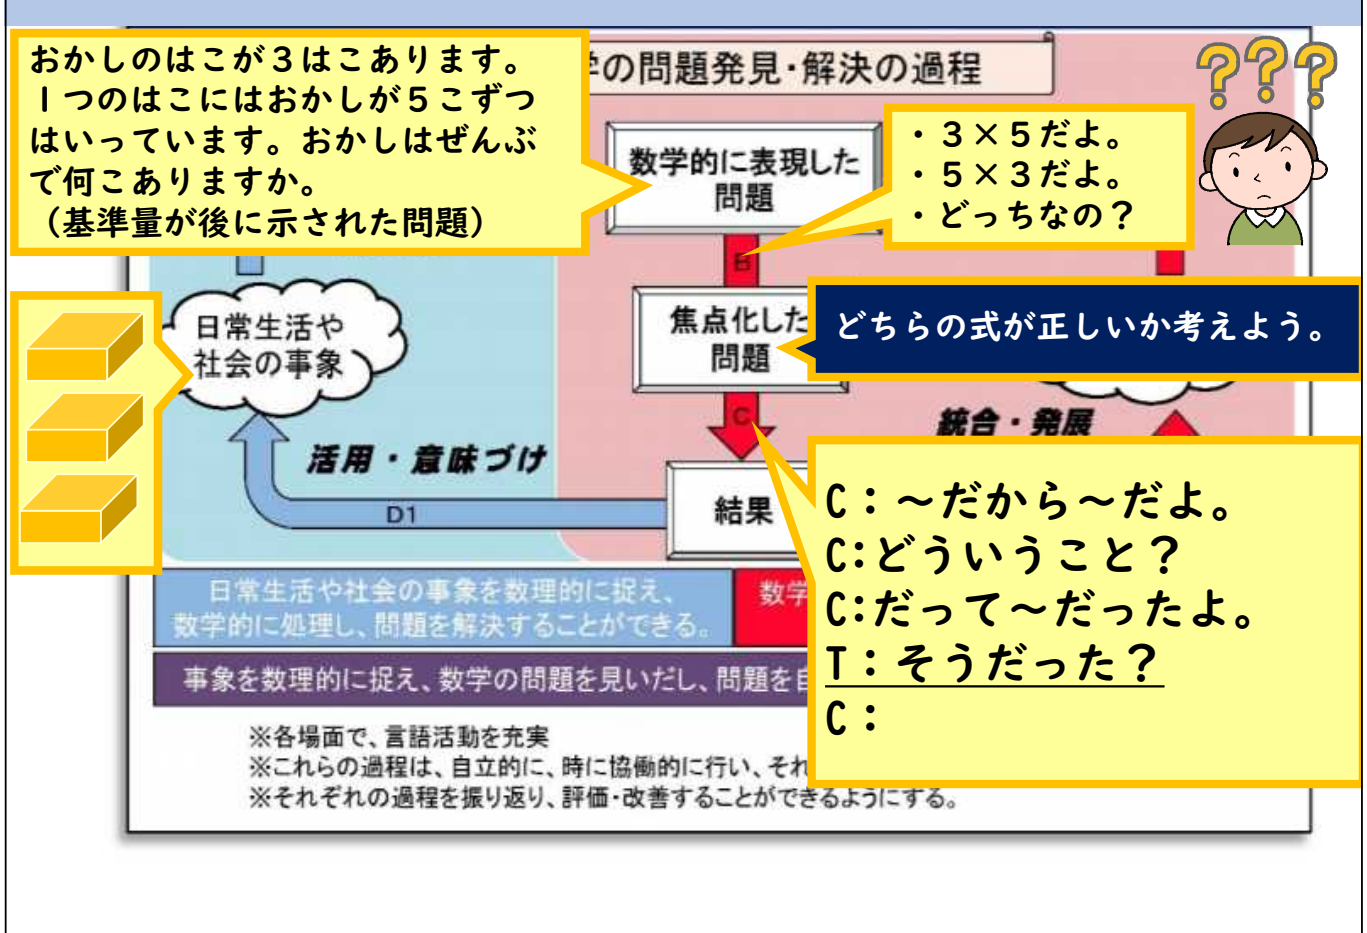 おかしのはこが３はこあります。
１つのはこにはおかしが５こずつ
はいっています。おかしはぜんぶ
で何こありますか。
（基準量が後に示された問題）
の問題発見・解決の過程
???
数学的に表現した
問題
・３×５だよ。
・５×３だよ。
・どっちなの？
B
日常生活や
社会の事象
焦点化した
問題
どちらの式が正しいか考えよう。
C
統合・発展
活用・意味づけ
D1
結果
C：～だから～だよ。
C:どういうこと？
C:だって～だったよ。
T：そうだった？
C：
日常生活や社会の事象を数理的に捉え、
数学的に処理し、問題を解決することができる。
数学
事象を数理的に捉え、数学の問題を見いだし、問題を自
※各場面で、言語活動を充実
※これらの過程は、自立的に、時に協働的に行い、それ
※それぞれの過程を振り返り、評価・改善することができるようにする。